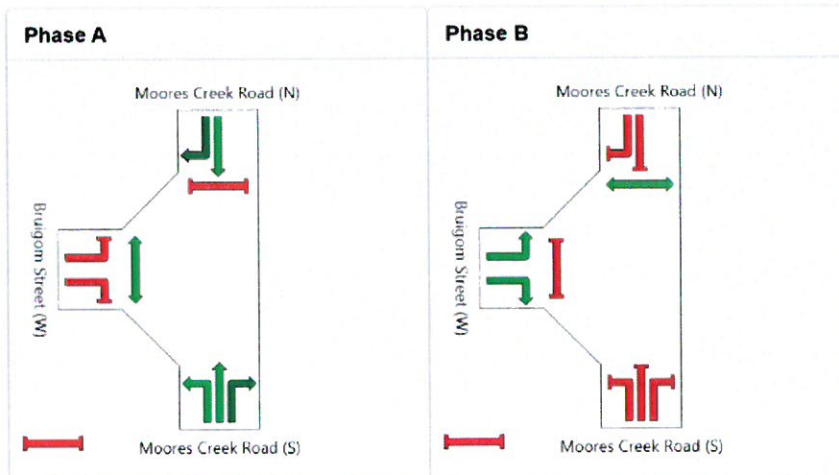 Phase A
Moores Creek Road (N)
Bruigom Street (W)
Moores Creek Road (S)
Phase B
Moores Creek Road (N)
Bruigom Street (W)
Moores Creek Road (S)